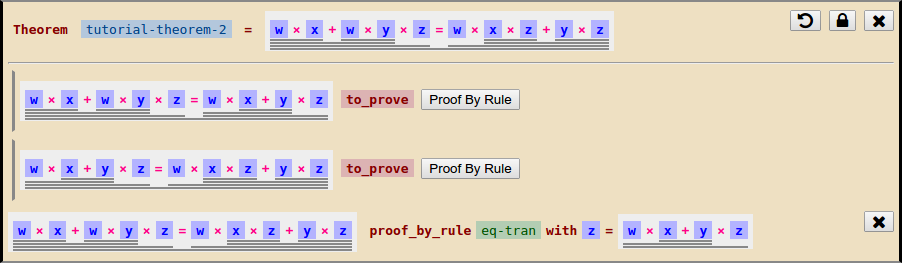 Theorem tutorial-theorem-2 = w × x + w × y × z = w × x × z + y × z
w × x + w × y × z = w × x + y × z to_prove Proof By Rule
w × x + y × z = w × x × z + y × z to_prove Proof By Rule
w × x + w × y × z = w × x × z + y × z proof_by_rule eq-tran with z = w × x + y × z